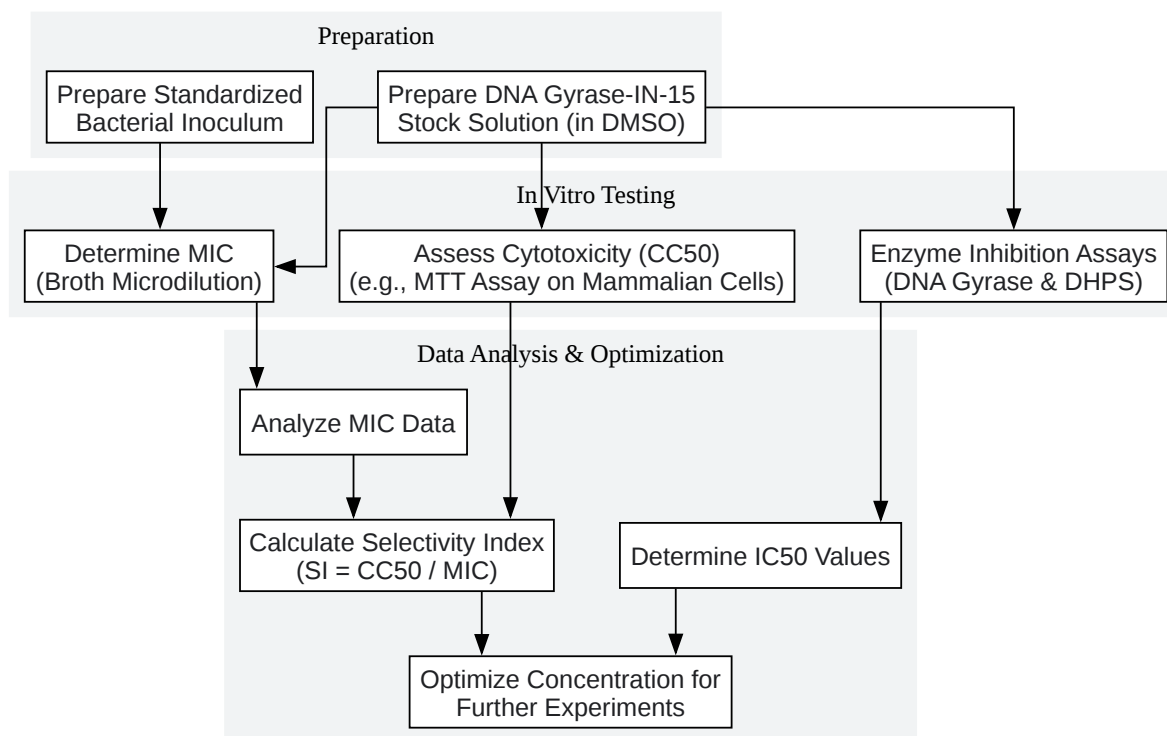 Preparation
Prepare Standardized
Bacterial Inoculum
Prepare DNA Gyrase-IN-15
Stock Solution (in DMSO)
In Vitro Testing
Determine MIC
(Broth Microdilution)
Assess Cytotoxicity (CC50)
(e.g., MTT Assay on Mammalian Cells)
Enzyme Inhibition Assays
(DNA Gyrase & DHPS)
Data Analysis & Optimization
Analyze MIC Data
Calculate Selectivity Index
(SI = CC50 / MIC)
Determine IC50 Values
Optimize Concentration for
Further Experiments